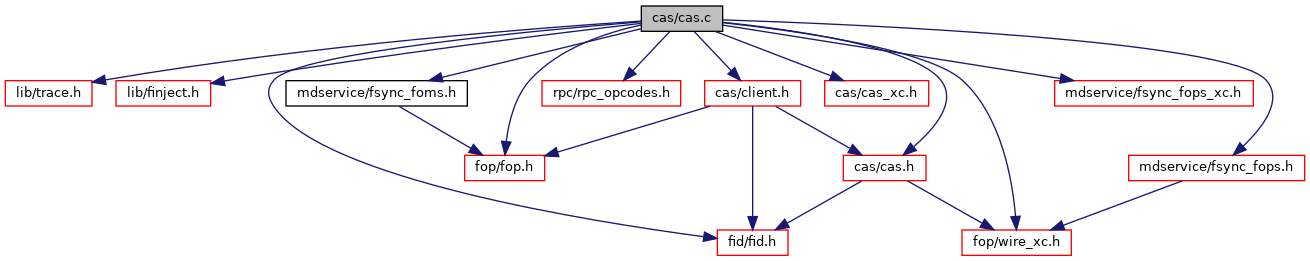 cas/cas.c
lib/trace.h
lib/finject.h
mdservice/fsync_foms.h
rpc/rpc_opcodes.h
cas/client.h
cas/cas_xc.h
mdservice/fsync_fops_xc.h
fop/fop.h
cas/cas.h
mdservice/fsync_fops.h
fid/fid.h
fop/wire_xc.h